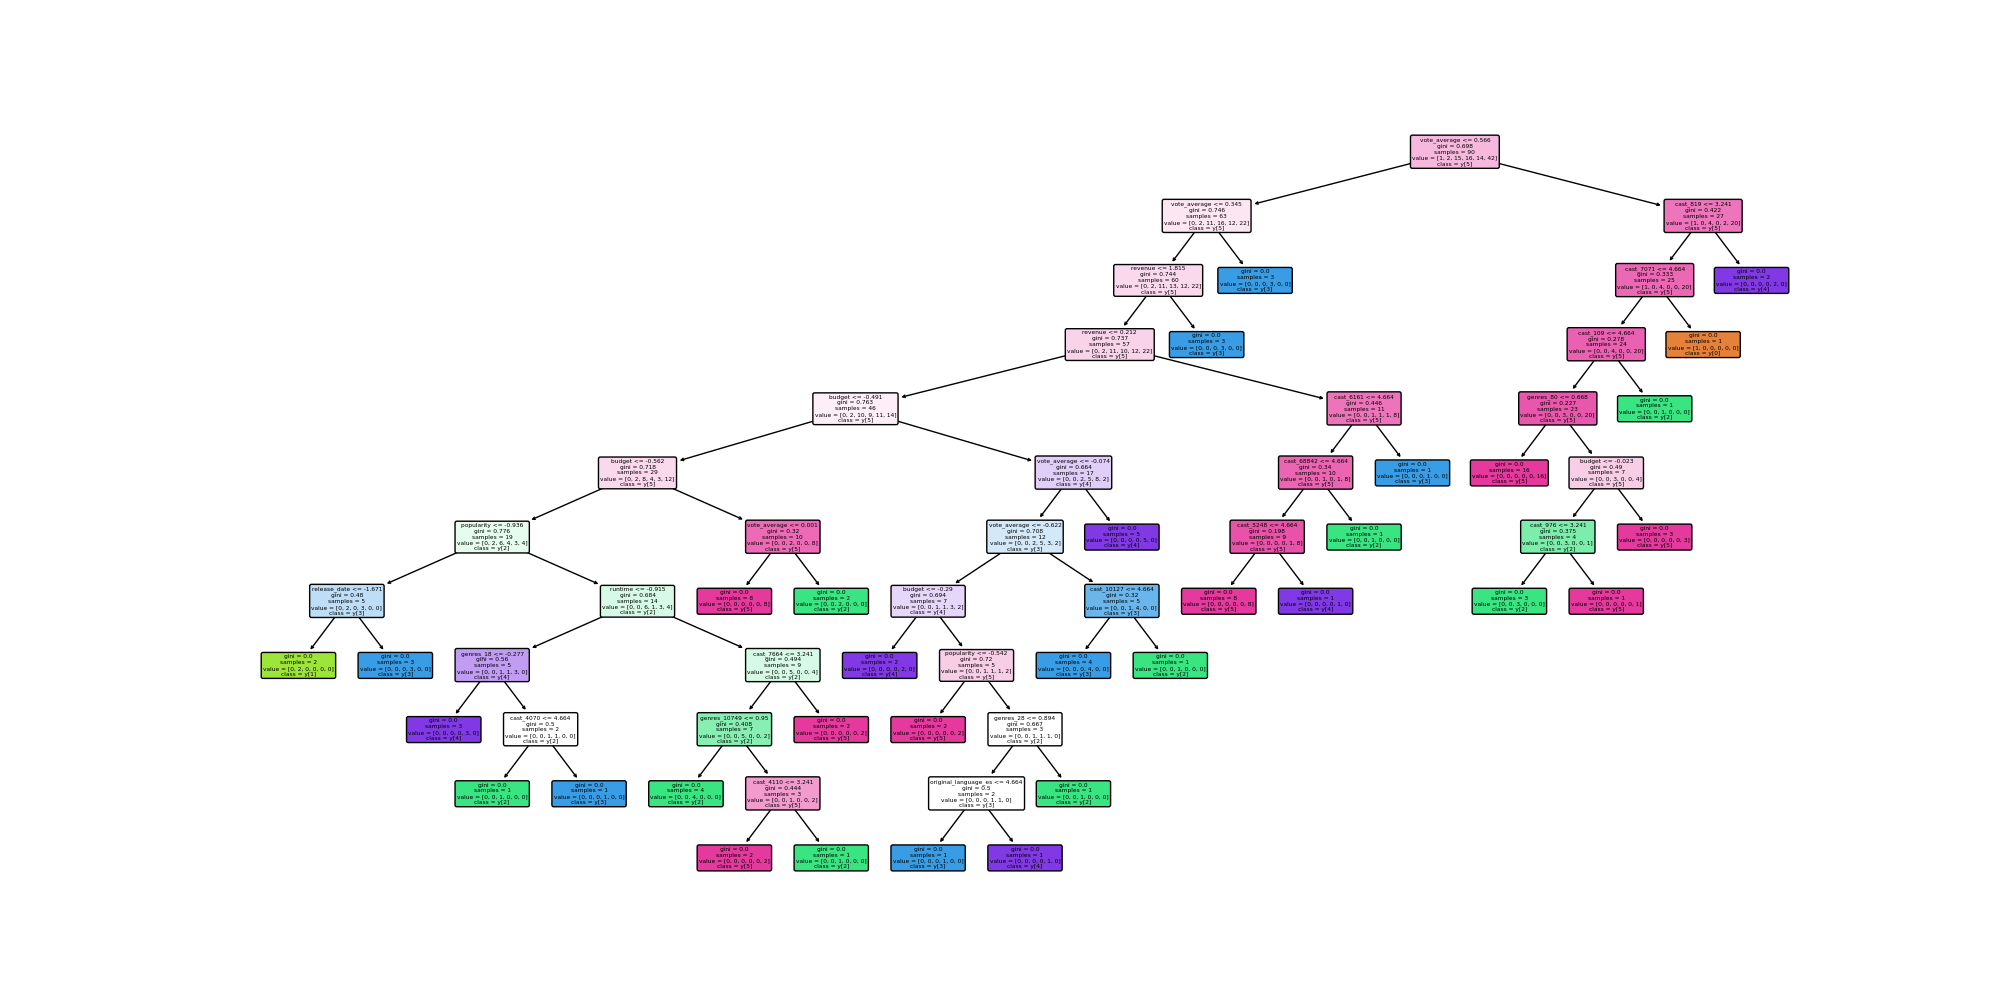 vote_average <= 0.566
gini = 0.698
samples = 90
value = [1, 2, 15, 16, 14, 42]
class = y[5]
vote_average <= 0.345
gini = 0.746
samples = 63
value = [0, 2, 11, 16, 12, 22]
class = y[5]
cast_819 <= 3.241
gini = 0.422
samples = 27
value = [1, 0, 4, 0, 2, 20]
class = y[5]
revenue <= 1.815
gini = 0.744
samples = 60
value = [0, 2, 11, 13, 12, 22]
class = y[5]
gini = 0.0
samples = 3
value = [0, 0, 0, 3, 0, 0]
class = y[3]
cast_7071 <= 4.664
gini = 0.333
samples = 25
value = [1, 0, 4, 0, 0, 20]
class = y[5]
gini = 0.0
samples = 2
value = [0, 0, 0, 0, 2, 0]
class = y[4]
revenue <= 0.212
gini = 0.737
samples = 57
value = [0, 2, 11, 10, 12, 22]
class = y[5]
gini = 0.0
samples = 3
value = [0, 0, 0, 3, 0, 0]
class = y[3]
cast_109 <= 4.664
gini = 0.278
samples = 24
value = [0, 0, 4, 0, 0, 20]
class = y[5]
gini = 0.0
samples = 1
value = [1, 0, 0, 0, 0, 0]
class = y[0]
budget <= -0.491
gini = 0.763
samples = 46
value = [0, 2, 10, 9, 11, 14]
class = y[5]
cast_6161 <= 4.664
gini = 0.446
samples = 11
value = [0, 0, 1, 1, 1, 8]
class = y[5]
genres_80 <= 0.668
gini = 0.227
samples = 23
value = [0, 0, 3, 0, 0, 20]
class = y[5]
gini = 0.0
samples = 1
value = [0, 0, 1, 0, 0, 0]
class = y[2]
budget <= -0.562
gini = 0.718
samples = 29
value = [0, 2, 8, 4, 3, 12]
class = y[5]
vote_average <= -0.074
gini = 0.664
samples = 17
value = [0, 0, 2, 5, 8, 2]
class = y[4]
cast_68842 <= 4.664
gini = 0.34
samples = 10
value = [0, 0, 1, 0, 1, 8]
class = y[5]
gini = 0.0
samples = 1
value = [0, 0, 0, 1, 0, 0]
class = y[3]
gini = 0.0
samples = 16
value = [0, 0, 0, 0, 0, 16]
class = y[5]
budget <= -0.023
gini = 0.49
samples = 7
value = [0, 0, 3, 0, 0, 4]
class = y[5]
popularity <= -0.936
gini = 0.776
samples = 19
value = [0, 2, 6, 4, 3, 4]
class = y[2]
vote_average <= 0.001
gini = 0.32
samples = 10
value = [0, 0, 2, 0, 0, 8]
class = y[5]
vote_average <= -0.622
gini = 0.708
samples = 12
value = [0, 0, 2, 5, 3, 2]
class = y[3]
gini = 0.0
samples = 5
value = [0, 0, 0, 0, 5, 0]
class = y[4]
cast_5248 <= 4.664
gini = 0.198
samples = 9
value = [0, 0, 0, 0, 1, 8]
class = y[5]
gini = 0.0
samples = 1
value = [0, 0, 1, 0, 0, 0]
class = y[2]
cast_976 <= 3.241
gini = 0.375
samples = 4
value = [0, 0, 3, 0, 0, 1]
class = y[2]
gini = 0.0
samples = 3
value = [0, 0, 0, 0, 0, 3]
class = y[5]
release_date <= -1.671
gini = 0.48
samples = 5
value = [0, 2, 0, 3, 0, 0]
class = y[3]
runtime <= -0.915
gini = 0.684
samples = 14
value = [0, 0, 6, 1, 3, 4]
class = y[2]
gini = 0.0
samples = 8
value = [0, 0, 0, 0, 0, 8]
class = y[5]
gini = 0.0
samples = 2
value = [0, 0, 2, 0, 0, 0]
class = y[2]
budget <= -0.29
gini = 0.694
samples = 7
value = [0, 0, 1, 1, 3, 2]
class = y[4]
cast_10127 <= 4.664
gini = 0.32
samples = 5
value = [0, 0, 1, 4, 0, 0]
class = y[3]
gini = 0.0
samples = 8
value = [0, 0, 0, 0, 0, 8]
class = y[5]
gini = 0.0
samples = 1
value = [0, 0, 0, 0, 1, 0]
class = y[4]
gini = 0.0
samples = 3
value = [0, 0, 3, 0, 0, 0]
class = y[2]
gini = 0.0
samples = 1
value = [0, 0, 0, 0, 0, 1]
class = y[5]
gini = 0.0
samples = 2
value = [0, 2, 0, 0, 0, 0]
class = y[1]
gini = 0.0
samples = 3
value = [0, 0, 0, 3, 0, 0]
class = y[3]
genres_18 <= -0.277
gini = 0.56
samples = 5
value = [0, 0, 1, 1, 3, 0]
class = y[4]
cast_7664 <= 3.241
gini = 0.494
samples = 9
value = [0, 0, 5, 0, 0, 4]
class = y[2]
gini = 0.0
samples = 2
value = [0, 0, 0, 0, 2, 0]
class = y[4]
popularity <= -0.542
gini = 0.72
samples = 5
value = [0, 0, 1, 1, 1, 2]
class = y[5]
gini = 0.0
samples = 4
value = [0, 0, 0, 4, 0, 0]
class = y[3]
gini = 0.0
samples = 1
value = [0, 0, 1, 0, 0, 0]
class = y[2]
gini = 0.0
samples = 3
value = [0, 0, 0, 0, 3, 0]
class = y[4]
cast_4070 <= 4.664
gini = 0.5
samples = 2
value = [0, 0, 1, 1, 0, 0]
class = y[2]
genres_10749 <= 0.95
gini = 0.408
samples = 7
value = [0, 0, 5, 0, 0, 2]
class = y[2]
gini = 0.0
samples = 2
value = [0, 0, 0, 0, 0, 2]
class = y[5]
gini = 0.0
samples = 2
value = [0, 0, 0, 0, 0, 2]
class = y[5]
genres_28 <= 0.894
gini = 0.667
samples = 3
value = [0, 0, 1, 1, 1, 0]
class = y[2]
gini = 0.0
samples = 1
value = [0, 0, 1, 0, 0, 0]
class = y[2]
gini = 0.0
samples = 1
value = [0, 0, 0, 1, 0, 0]
class = y[3]
gini = 0.0
samples = 4
value = [0, 0, 4, 0, 0, 0]
class = y[2]
cast_4110 <= 3.241
gini = 0.444
samples = 3
value = [0, 0, 1, 0, 0, 2]
class = y[5]
original_language_es <= 4.664
gini = 0.5
samples = 2
value = [0, 0, 0, 1, 1, 0]
class = y[3]
gini = 0.0
samples = 1
value = [0, 0, 1, 0, 0, 0]
class = y[2]
gini = 0.0
samples = 2
value = [0, 0, 0, 0, 0, 2]
class = y[5]
gini = 0.0
samples = 1
value = [0, 0, 1, 0, 0, 0]
class = y[2]
gini = 0.0
samples = 1
value = [0, 0, 0, 1, 0, 0]
class = y[3]
gini = 0.0
samples = 1
value = [0, 0, 0, 0, 1, 0]
class = y[4]